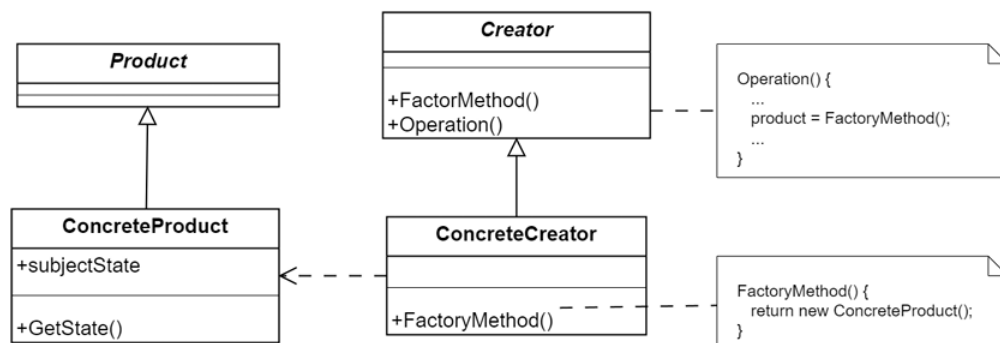 Product
ConcreteProduct
+subjectState
+GetState()
Creator
+FactorMethod()
+Operation()
ConcreteCreator
+FactoryMethod()
Operation() {
...
product = FactoryMethod();
...
}
FactoryMethod() {
return new ConcreteProduct();
}